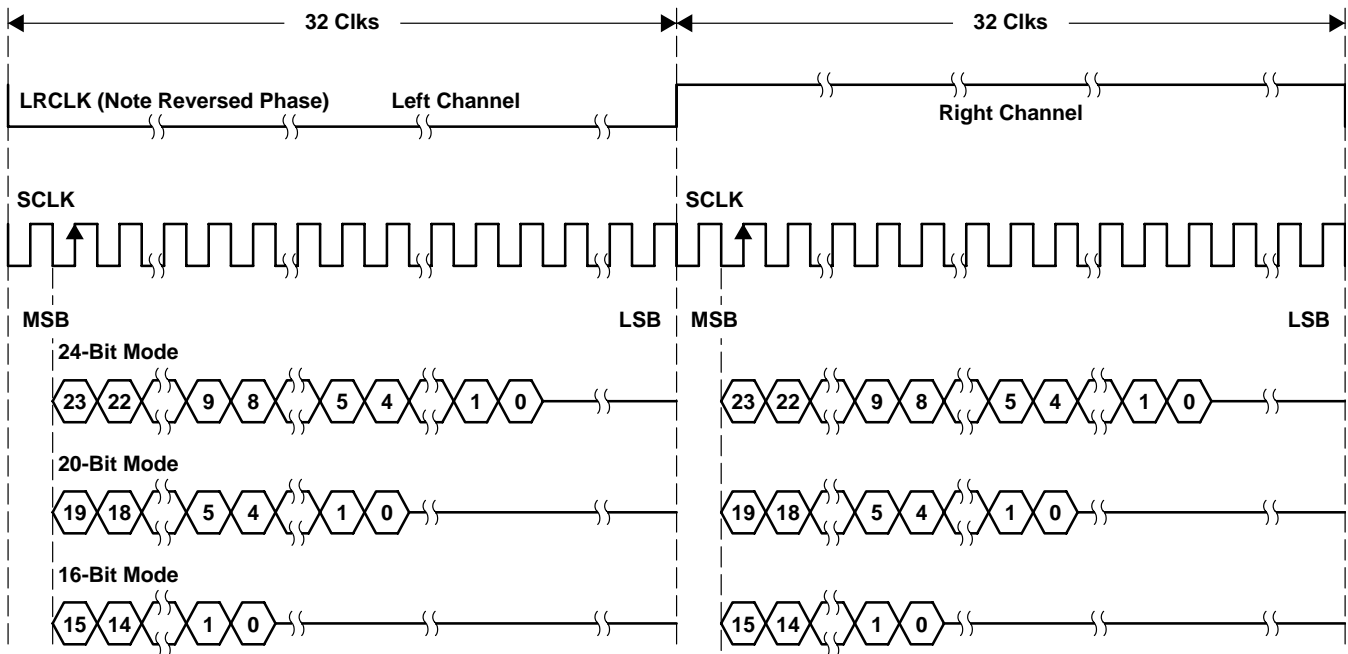 32 Clks 32 Clks
LRCLK (Note Reversed Phase) Left Channel
Right Channel
SCLK SCLK
MSB LSB MSB LSB
24-Bit Mode
23 22 9 8 5 4 1 0 23 22 9 8 5 4 1 0
20-Bit Mode
19 18 5 4 1 0 19 18 5 4 1 0
16-Bit Mode
15 14 1 0 15 14 1 0